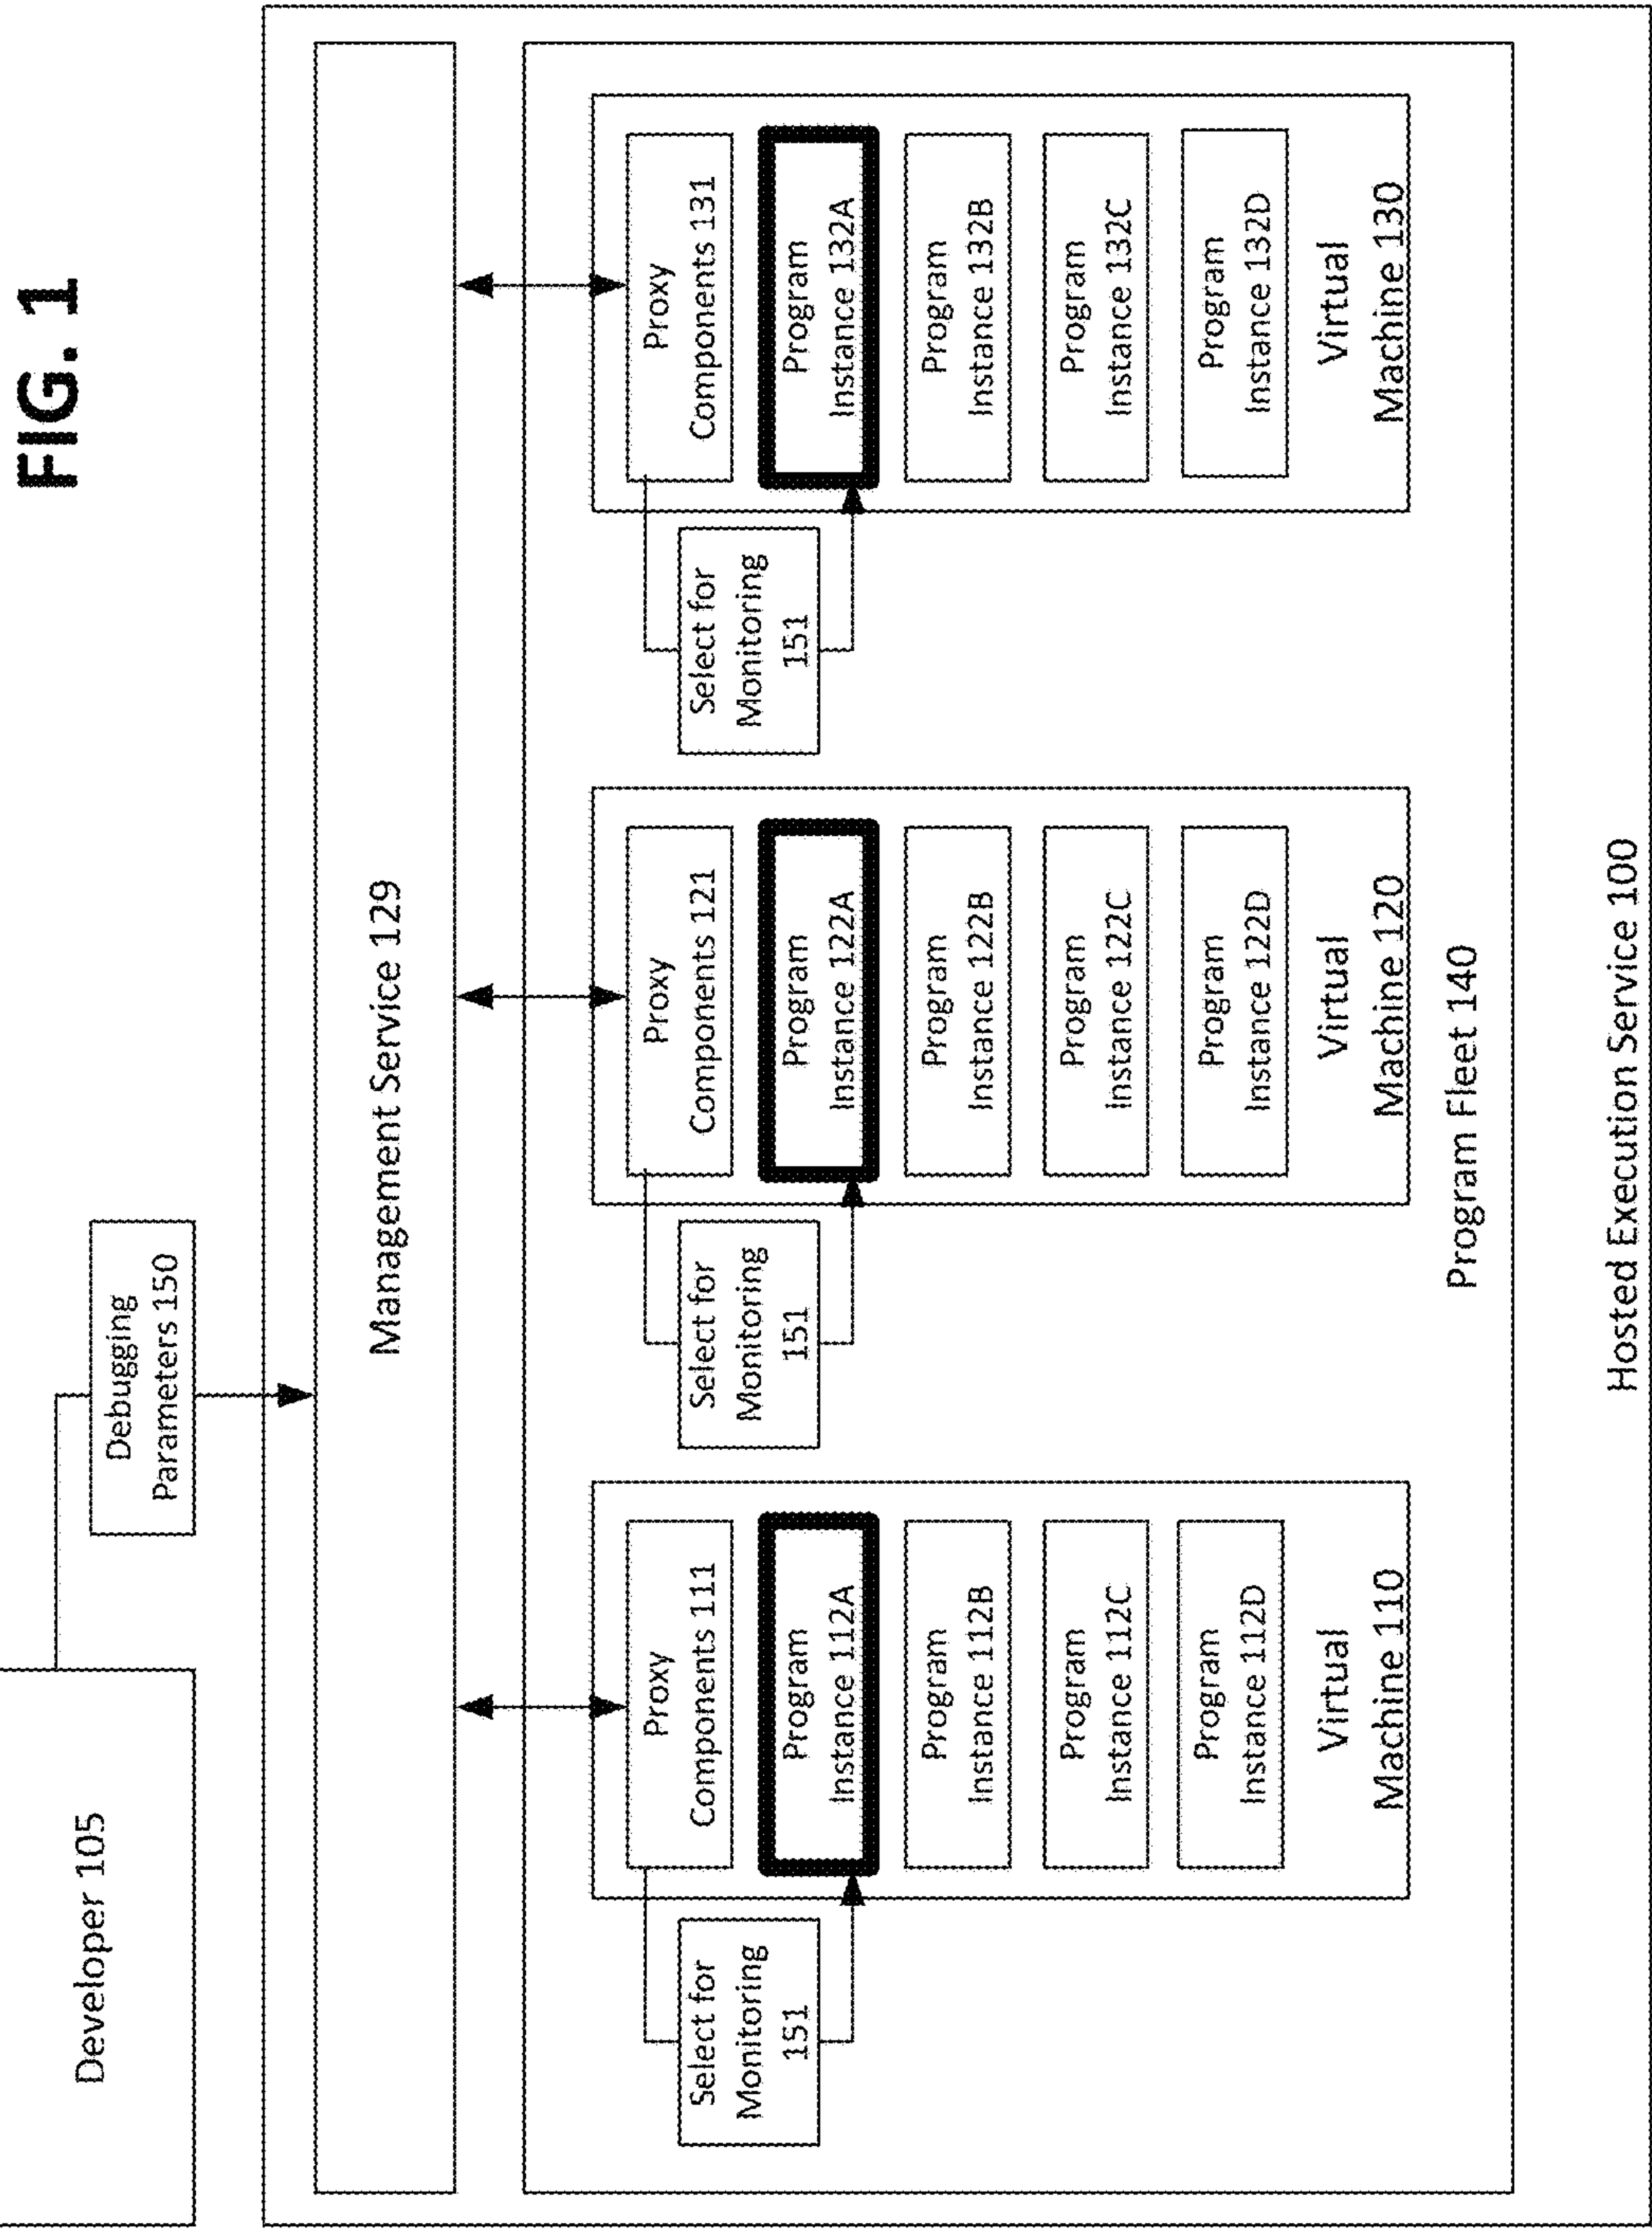 FIG. 1
Developer 105
Debugging
Parameters 150
Management Service 129
Select for
Monitoring
151
Proxy
Components 111
Program
Instance 112A
Program
Instance 112B
Program
Instance 112C
Program
Instance 112D
Virtual
Machine 110
Select for
Monitoring
151
Proxy
Components 121
Program
Instance 122A
Program
Instance 122B
Program
Instance 122C
Program
Instance 122D
Virtual
Machine 120
Select for
Monitoring
151
Proxy
Components 131
Program
Instance 132A
Program
Instance 132B
Program
Instance 132C
Program
Instance 132D
Virtual
Machine 130
Program Fleet 140
Hosted Execution Service 100